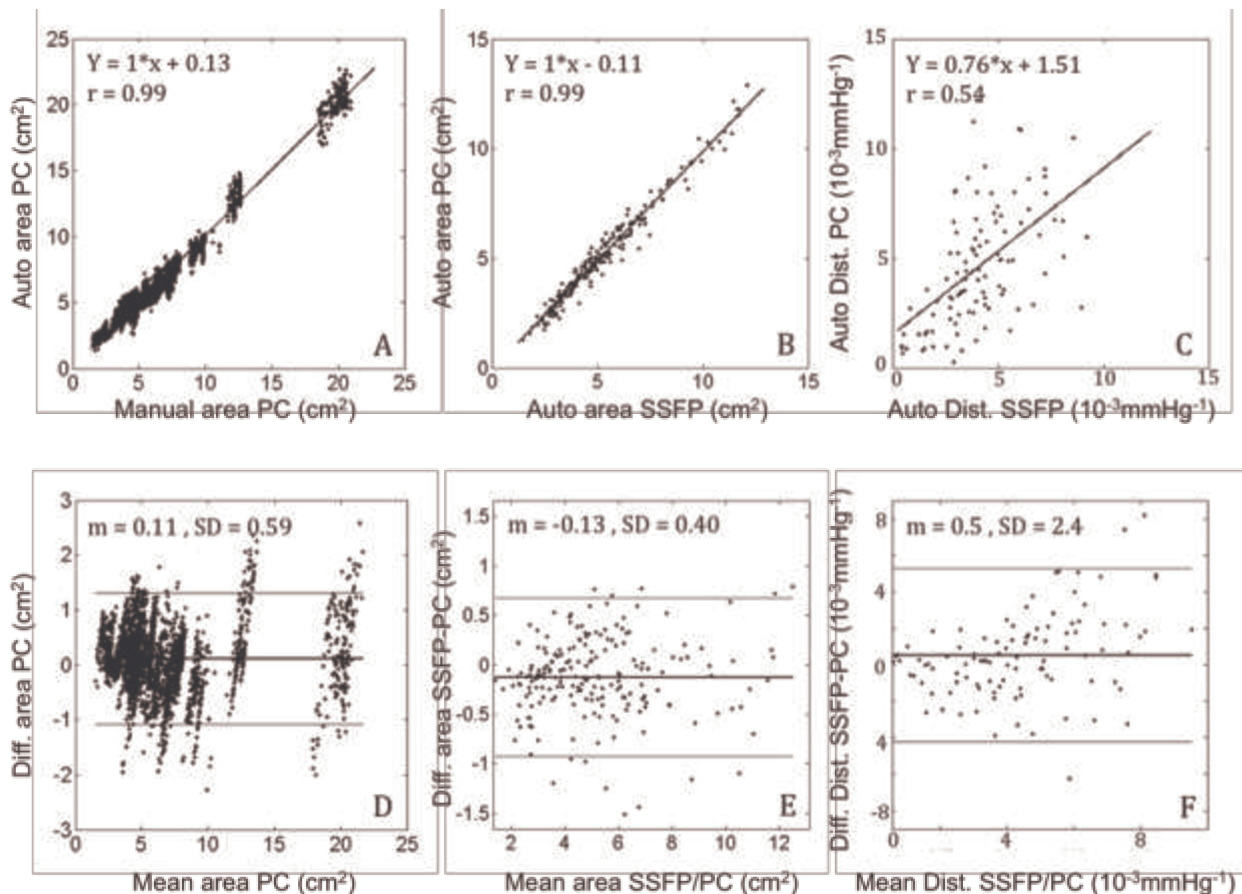 Y = 1*x + 0.13
r = 0.99
25
20
15
10
5
0
0 5 10 15 20 25
A
Auto area PC (cm²)
Manual area PC (cm²)
Y = 1*x - 0.11
r = 0.99
15
10
5
0
0 5 10 15
B
Auto area PC (cm²)
Auto area SSFP (cm²)
Y = 0.76*x + 1.51
r = 0.54
15
10
5
0
0 5 10 15
C
Auto Dist. PC (10⁻³mmHg⁻¹)
Auto Dist. SSFP (10⁻³mmHg⁻¹)
m = 0.11 , SD = 0.59
3
2
1
0
-1
-2
-3
0 5 10 15 20 25
D
Diff. area PC (cm²)
Mean area PC (cm²)
m = -0.13 , SD = 0.40
1.5
1
0.5
0
-0.5
-1
-1.5
2 4 6 8 10 12
E
Diff. area SSFP-PC (cm²)
Mean area SSFP/PC (cm²)
m = 0.5 , SD = 2.4
8
4
0
4
-8
0 4 8
F
Diff. Dist. SSFP-PC (10⁻³mmHg⁻¹)
Mean Dist. SSFP/PC (10⁻³mmHg⁻¹)